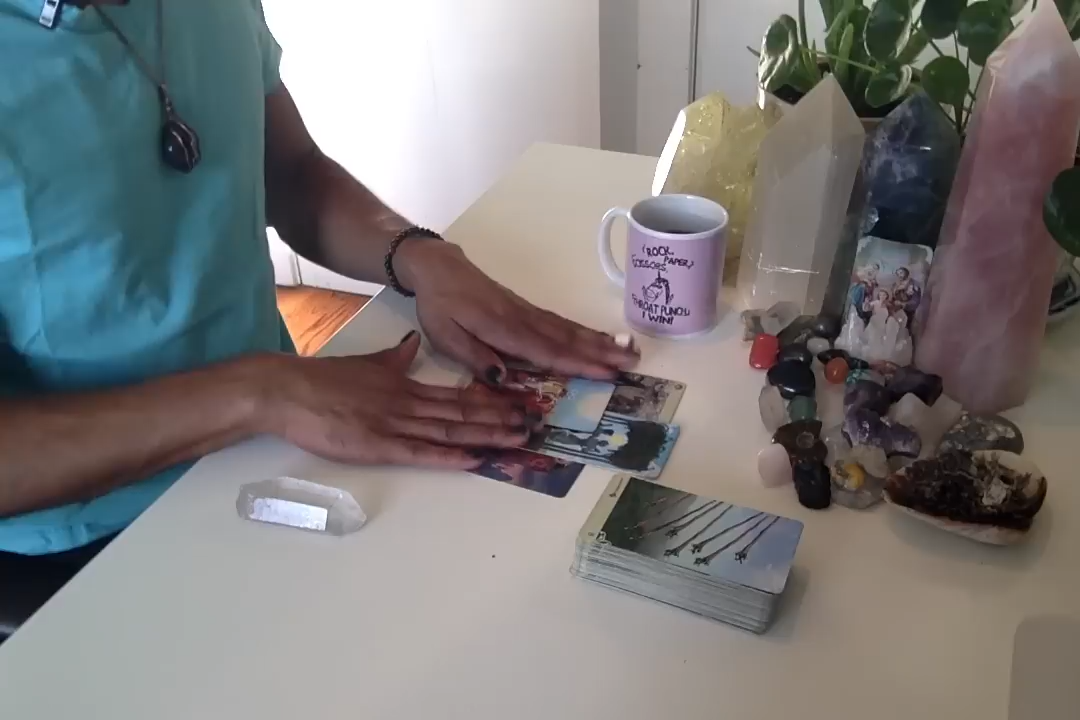 (ROCK,
PAPER,
SCISSORS,
THROAT PUNCH
I WIN!